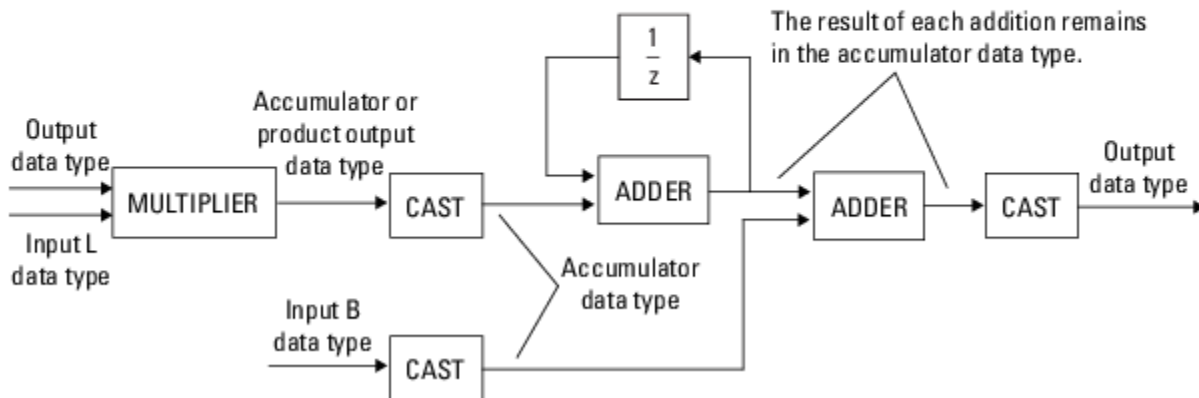 The result of each addition remains
in the accumulator data type.
1
z
Accumulator or
product output
data type
Output
data type
MULTIPLIER
Input L
data type
CAST
ADDER
ADDER
CAST
Output
data type
Accumulator
data type
Input B
data type
CAST